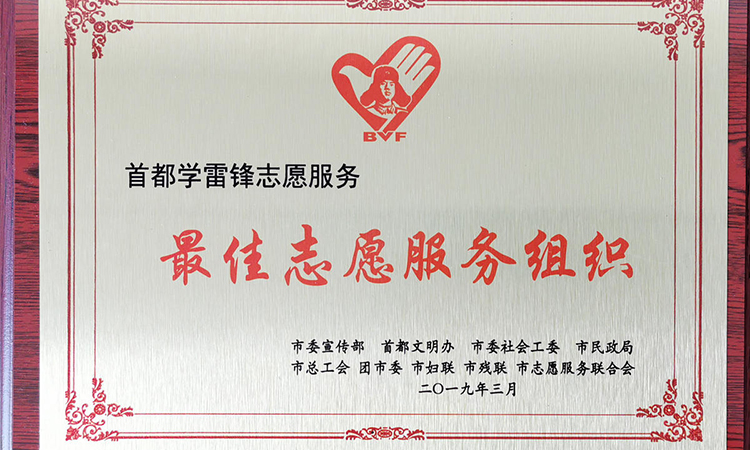 BVF
首都学雷锋志愿服务
最佳志愿服务组织
市委宣传部 首都文明办 市委社会工委 市民政局
市总工会 团市委 市妇联 市残联 市志愿服务联合会
二〇一九年三月